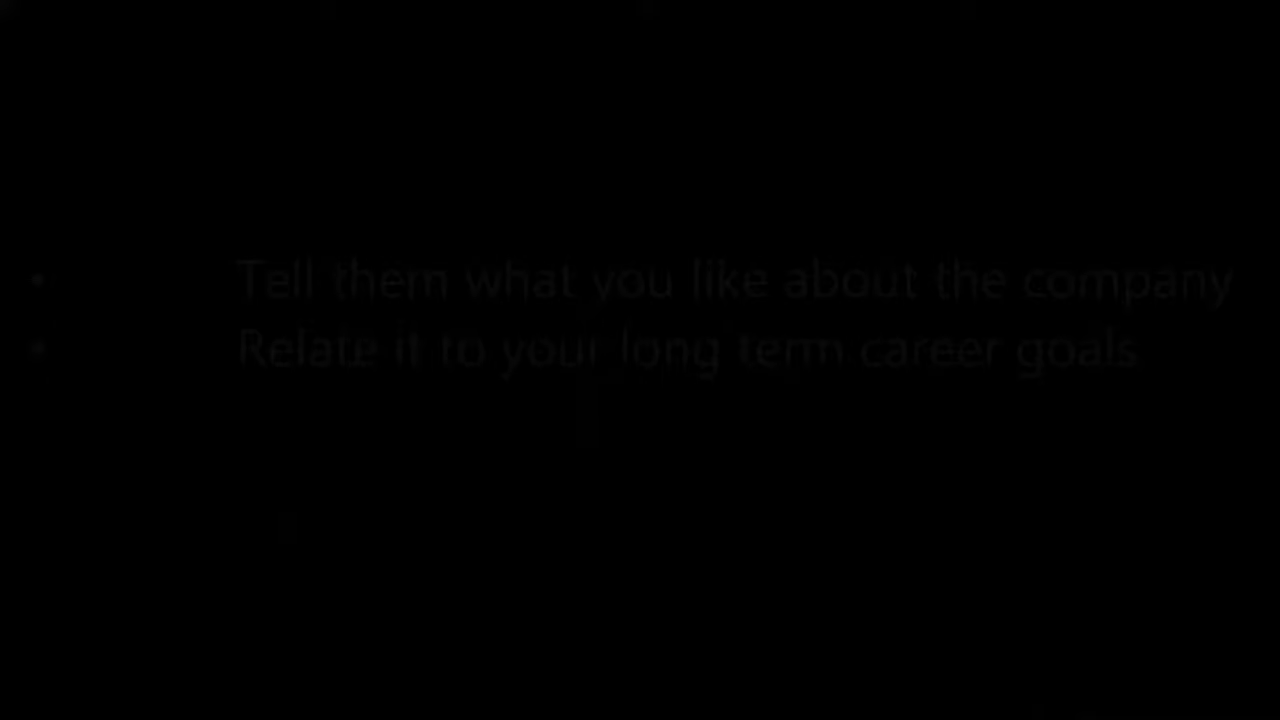 • Tell them what you like about the company
• Relate it to your long term career goals